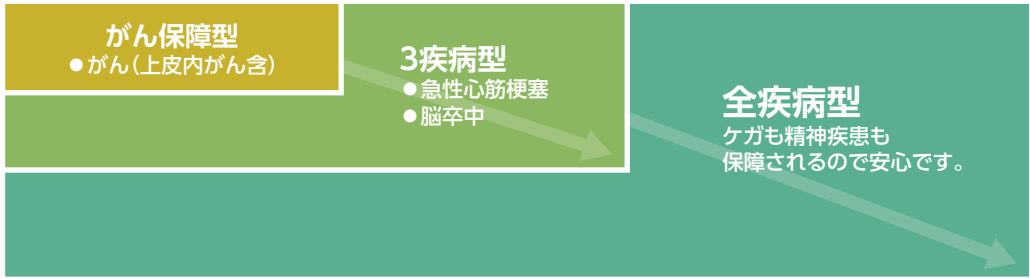 がん保障型
●がん(上皮内がん含)
3疾病型
●急性心筋梗塞
●脳卒中
全疾病型
ケガも精神疾患も
保障されるので安心です。